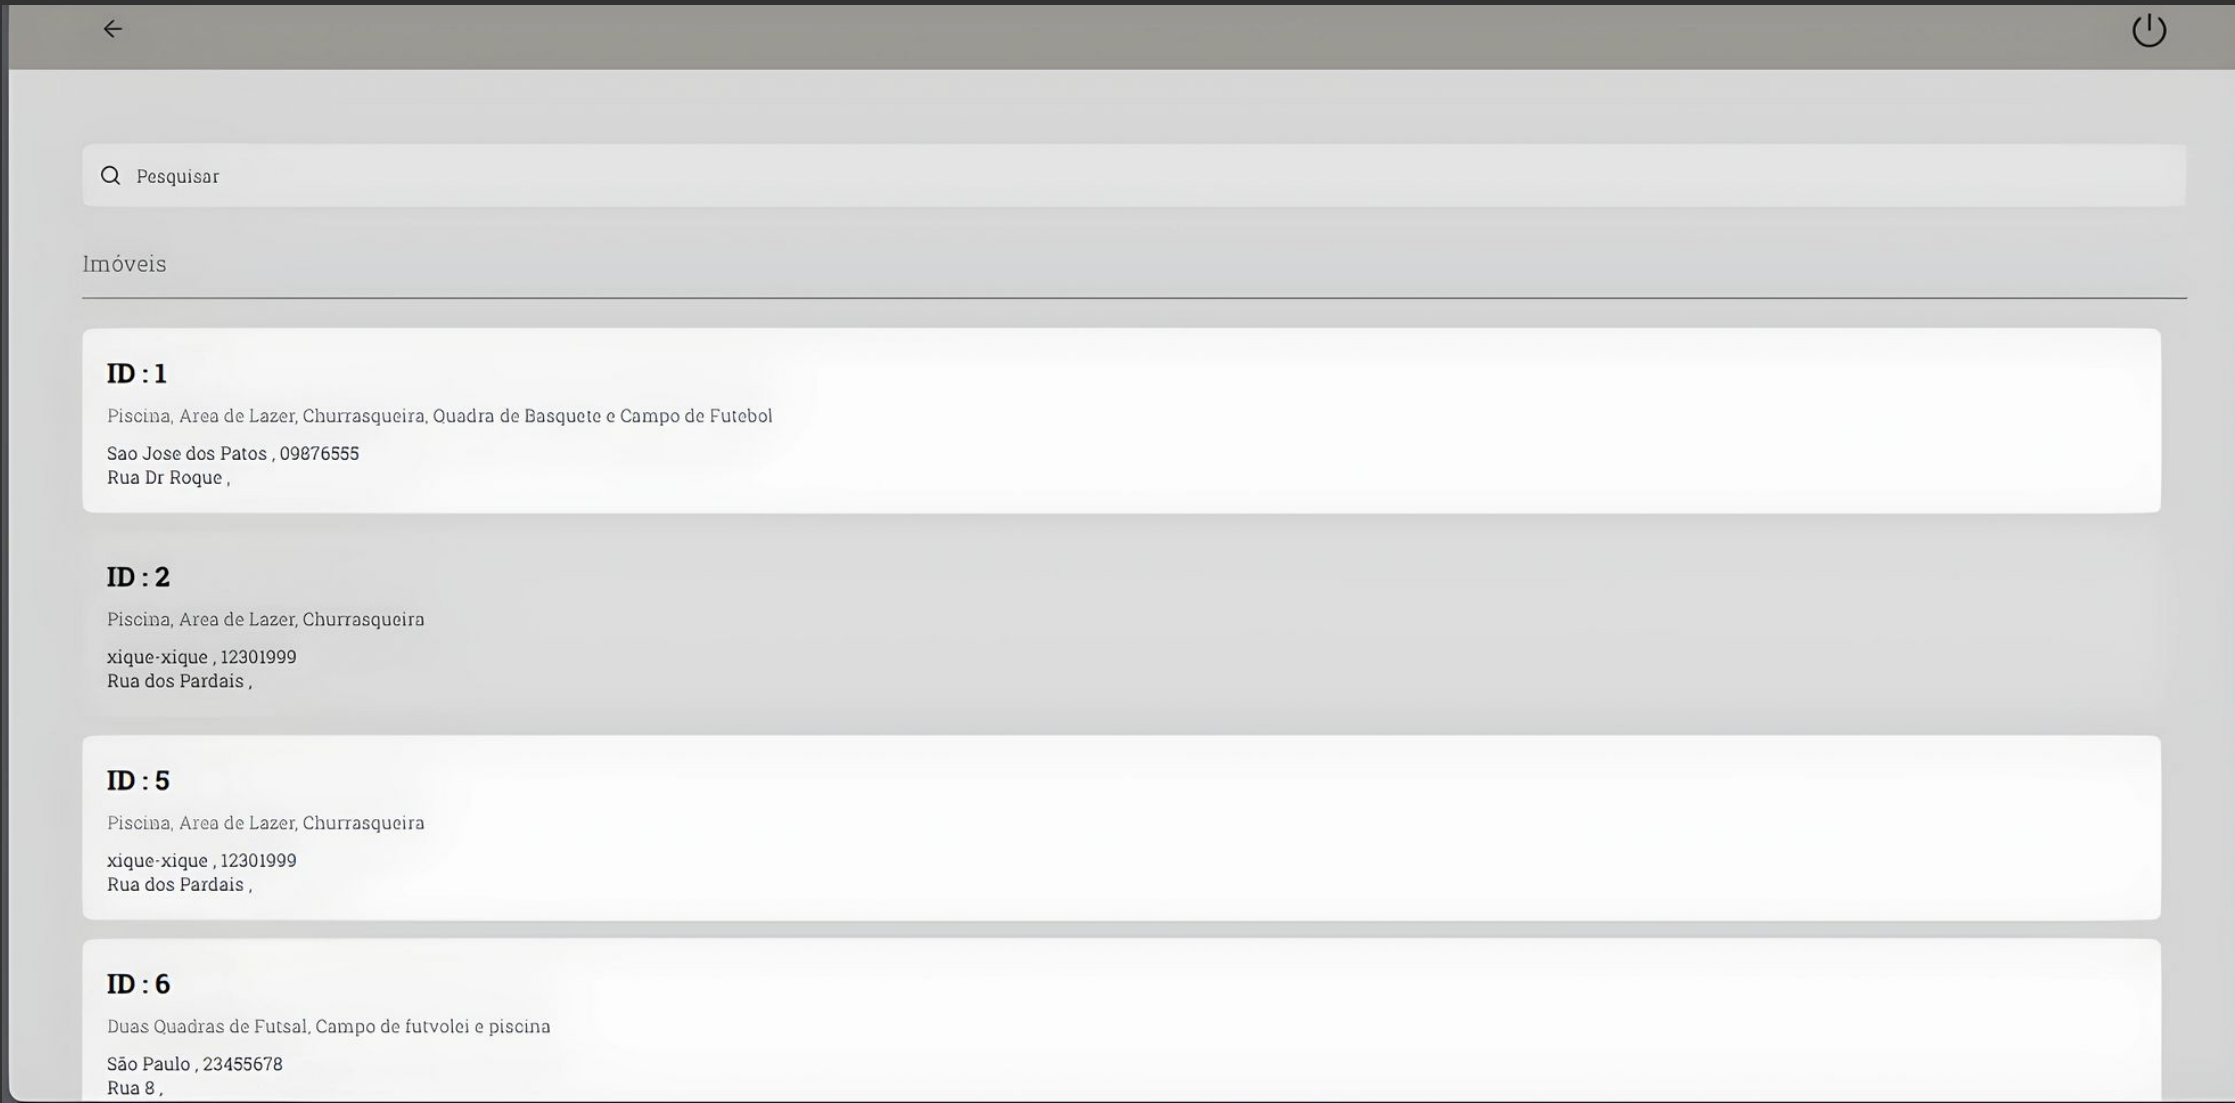 Pesquisar
Imóveis
ID : 1
Piscina, Area de Lazer, Churrasqueira, Quadra de Basquete e Campo de Futebol
Sao Jose dos Patos , 09876555
Rua Dr Roque ,
ID : 2
Piscina, Area de Lazer, Churrasqueira
xique-xique , 12301999
Rua dos Pardais ,
ID : 5
Piscina, Area de Lazer, Churrasqueira
xique-xique , 12301999
Rua dos Pardais ,
ID : 6
Duas Quadras de Futsal, Campo de futvolei e piscina
São Paulo , 23455678
Rua 8 ,